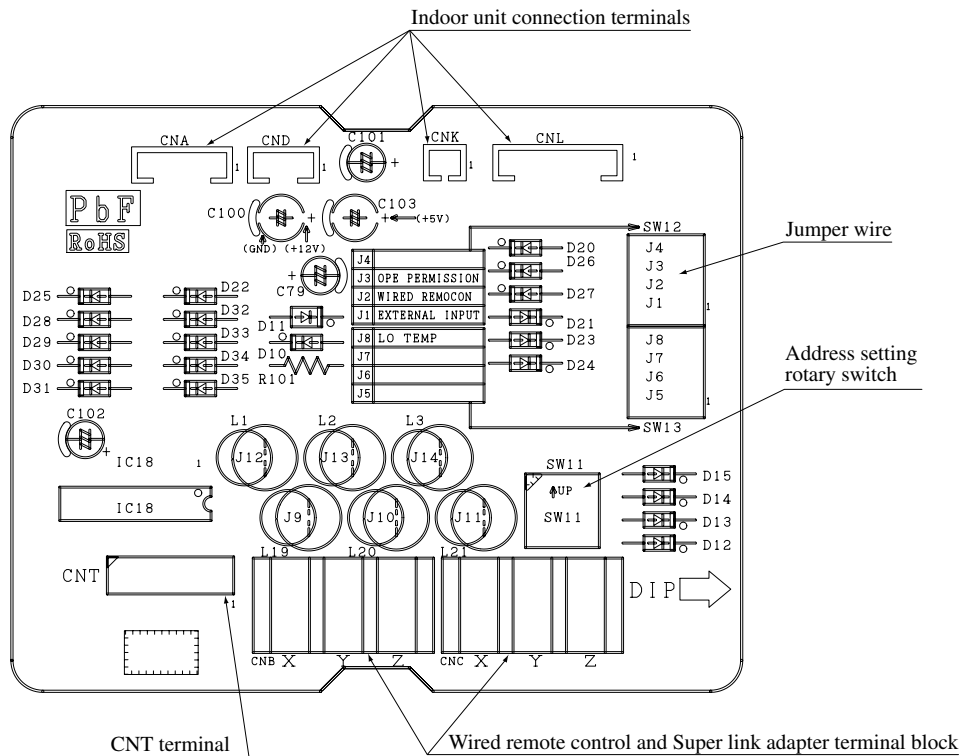 Indoor unit connection terminals
CNA
1
CND
1
C101
+
CNK
1
CNL
1
PbF
RoHS
C100
+
C103
+
(+5V)
(GND) (+12V)
SW12
Jumper wire
J4
J3 OPE PERMISSION
J2 WIRED REMOCON
J1 EXTERNAL INPUT
J8 LO TEMP
J7
J6
J5
D20
D26
D27
D21
D23
D24
J4
J3
J2
J1
1
J8
J7
J6
J5
1
SW13
Address setting
rotary switch
+
C79
D11
D10
R101
D25
D28
D29
D30
D31
D22
D32
D33
D34
D35
C102
+
IC18
1
IC18
L1
L2
L3
J12
J13
J14
J9
J10
J11
L19
L20
L21
SW11
UP
SW11
D15
D14
D13
D12
CNT
1
DIP
CNB X Y Z
CNC X Y Z
CNT terminal
Wired remote control and Super link adapter terminal block